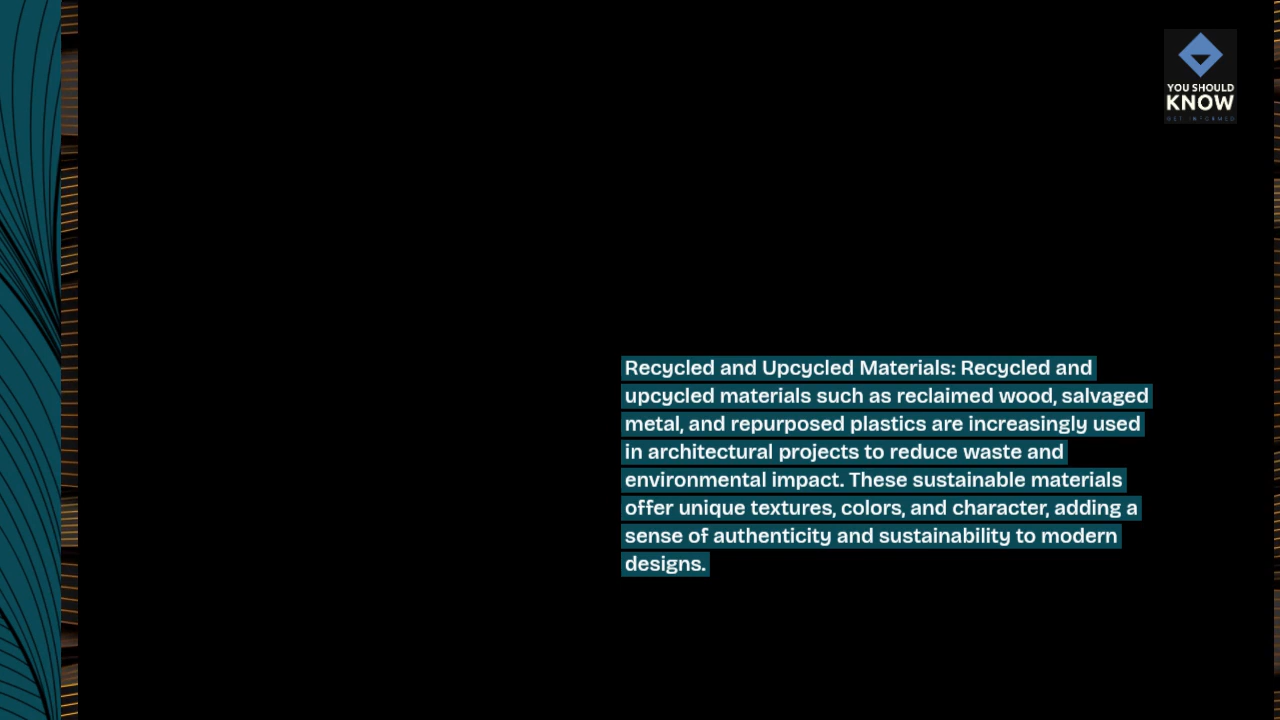 YOU SHOULD
KNOW
GET INFORMED
Recycled and Upcycled Materials: Recycled and
upcycled materials such as reclaimed wood, salvaged
metal, and repurposed plastics are increasingly used
in architectural projects to reduce waste and
environmental impact. These sustainable materials
offer unique textures, colors, and character, adding a
sense of authenticity and sustainability to modern
designs.